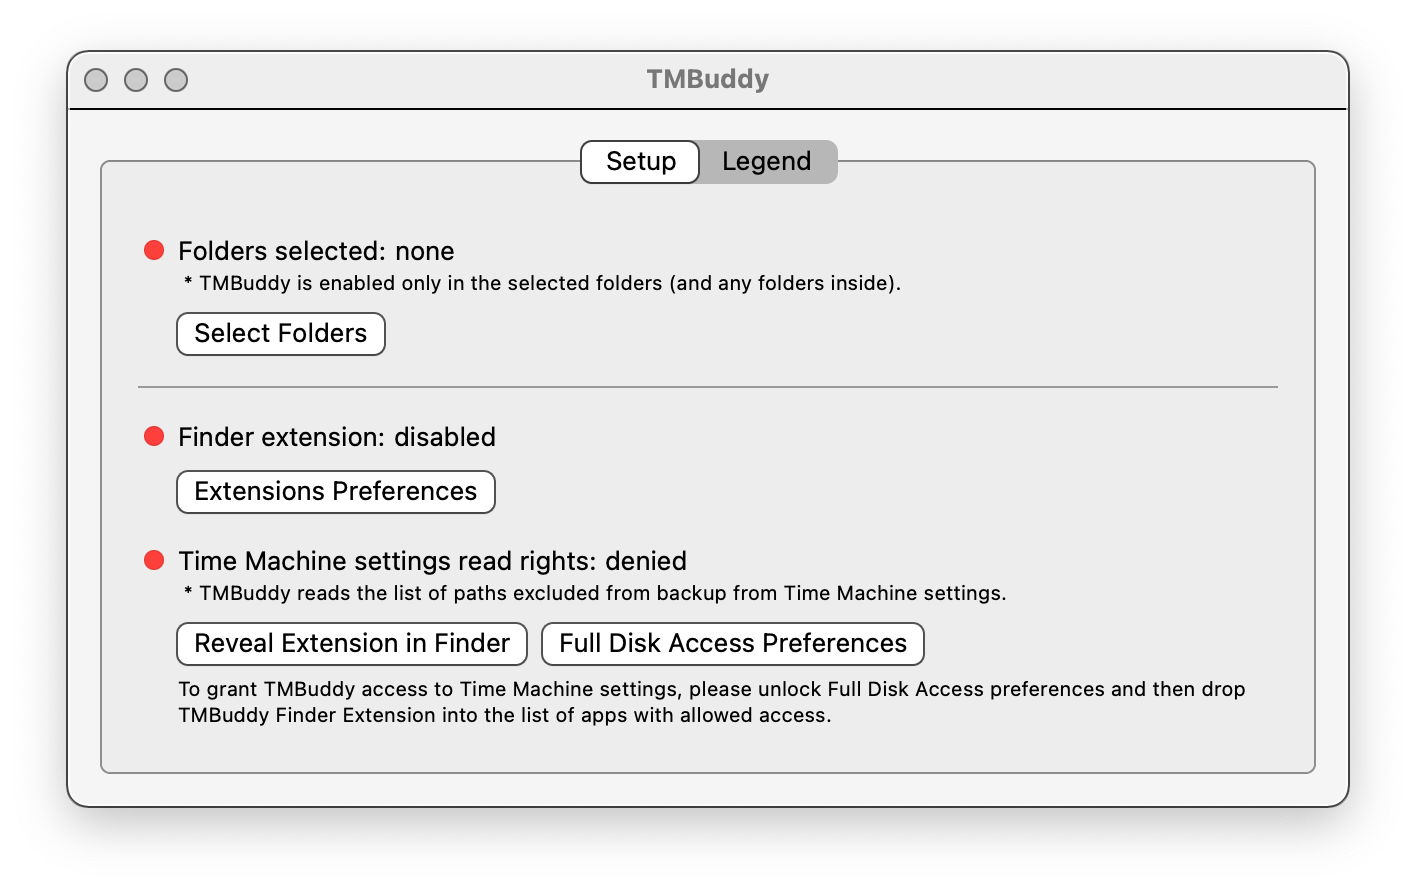 TMBuddy
Setup Legend
Folders selected: none
* TMBuddy is enabled only in the selected folders (and any folders inside).
Select Folders
Finder extension: disabled
Extensions Preferences
Time Machine settings read rights: denied
* TMBuddy reads the list of paths excluded from backup from Time Machine settings.
Reveal Extension in Finder Full Disk Access Preferences
To grant TMBuddy access to Time Machine settings, please unlock Full Disk Access preferences and then drop
TMBuddy Finder Extension into the list of apps with allowed access.